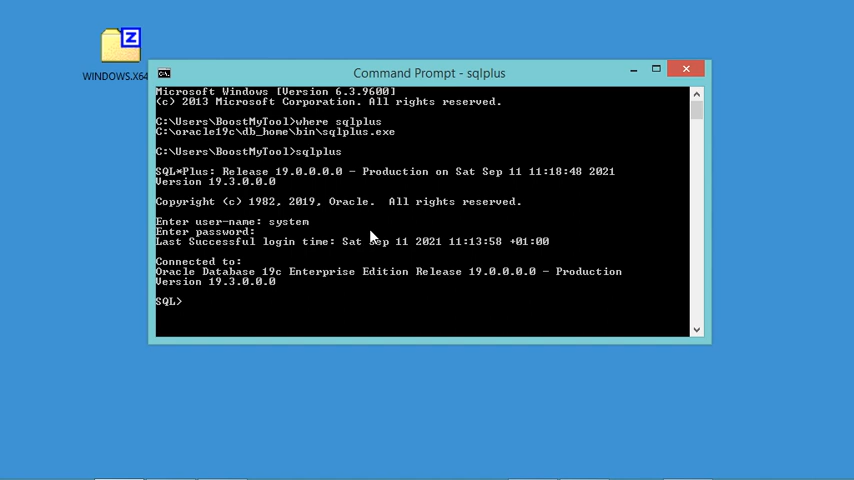 Z
WINDOWS.X64
Command Prompt - sqlplus
Microsoft Windows [Version 6.3.9600]
(c) 2013 Microsoft Corporation. All rights reserved.
C:\Users\BoostMyTool>where sqlplus
C:\oracle19c\db_home\bin\sqlplus.exe
C:\Users\BoostMyTool>sqlplus
SQL*Plus: Release 19.0.0.0.0 - Production on Sat Sep 11 11:18:48 2021
Version 19.3.0.0.0
Copyright (c) 1982, 2019, Oracle.  All rights reserved.
Enter user-name: system
Enter password:
Last Successful login time: Sat Sep 11 2021 11:13:58 +01:00
Connected to:
Oracle Database 19c Enterprise Edition Release 19.0.0.0.0 - Production
Version 19.3.0.0.0
SQL>